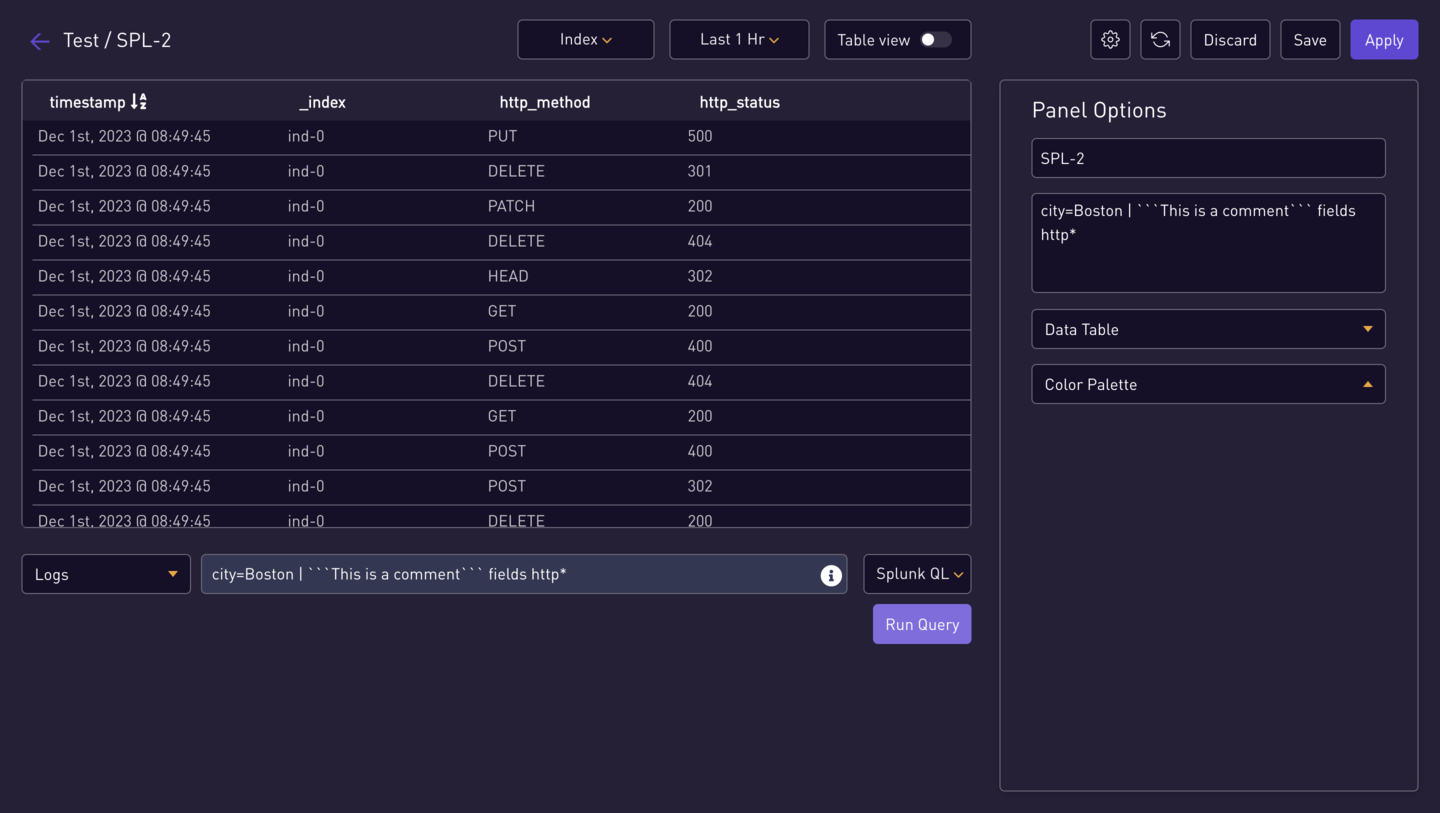 Test / SPL-2
Index
Last 1 Hr
Table view
Discard
Save
Apply
timestamp _index http_method http_status
Dec 1st, 2023 @ 08:49:45 ind-0 PUT 500
Dec 1st, 2023 @ 08:49:45 ind-0 DELETE 301
Dec 1st, 2023 @ 08:49:45 ind-0 PATCH 200
Dec 1st, 2023 @ 08:49:45 ind-0 DELETE 404
Dec 1st, 2023 @ 08:49:45 ind-0 HEAD 302
Dec 1st, 2023 @ 08:49:45 ind-0 GET 200
Dec 1st, 2023 @ 08:49:45 ind-0 POST 400
Dec 1st, 2023 @ 08:49:45 ind-0 DELETE 404
Dec 1st, 2023 @ 08:49:45 ind-0 GET 200
Dec 1st, 2023 @ 08:49:45 ind-0 POST 400
Dec 1st, 2023 @ 08:49:45 ind-0 POST 302
Dec 1st, 2023 @ 08:49:45 ind-0 DELETE 200
Logs
city=Boston | ```This is a comment``` fields http*
Splunk QL
Run Query
Panel Options
SPL-2
city=Boston | ```This is a comment``` fields
http*
Data Table
Color Palette